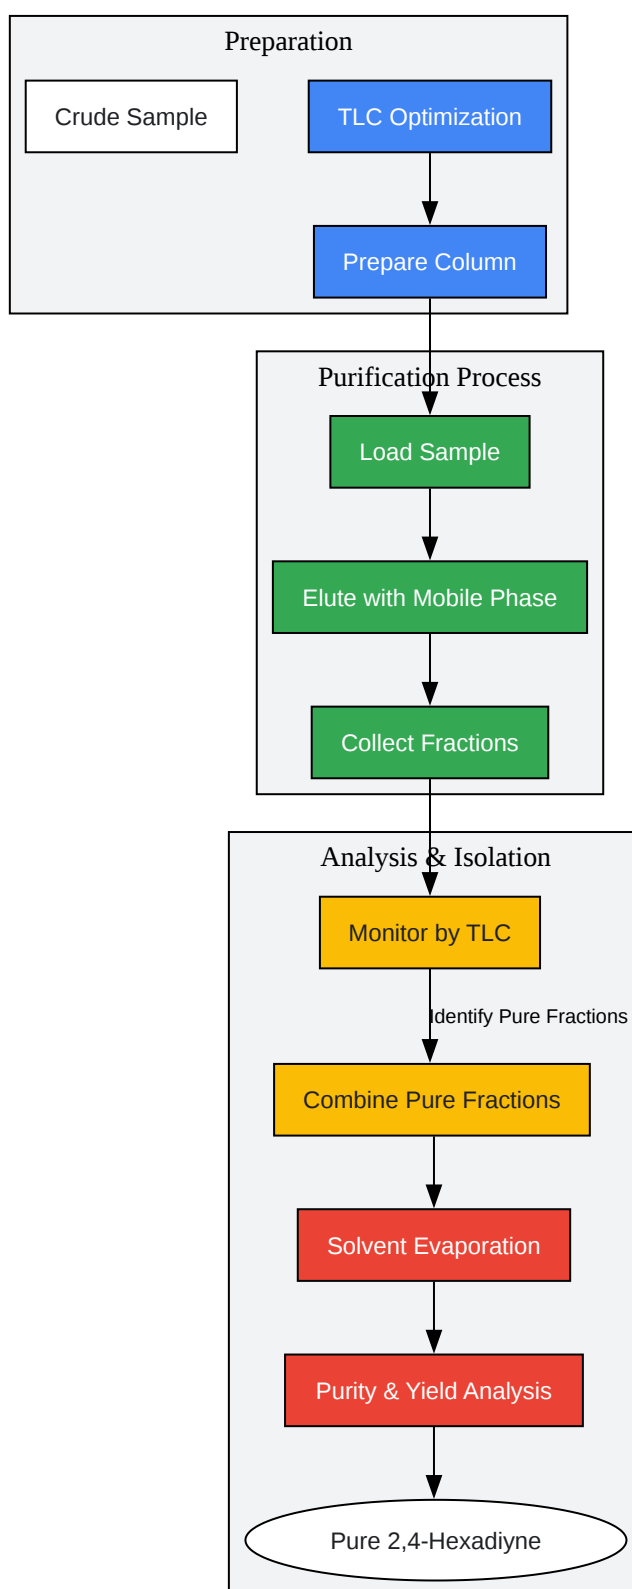 Preparation
Crude Sample
TLC Optimization
Prepare Column
Purification Process
Load Sample
Elute with Mobile Phase
Collect Fractions
Analysis & Isolation
Monitor by TLC
Identify Pure Fractions
Combine Pure Fractions
Solvent Evaporation
Purity & Yield Analysis
Pure 2,4-Hexadiyne